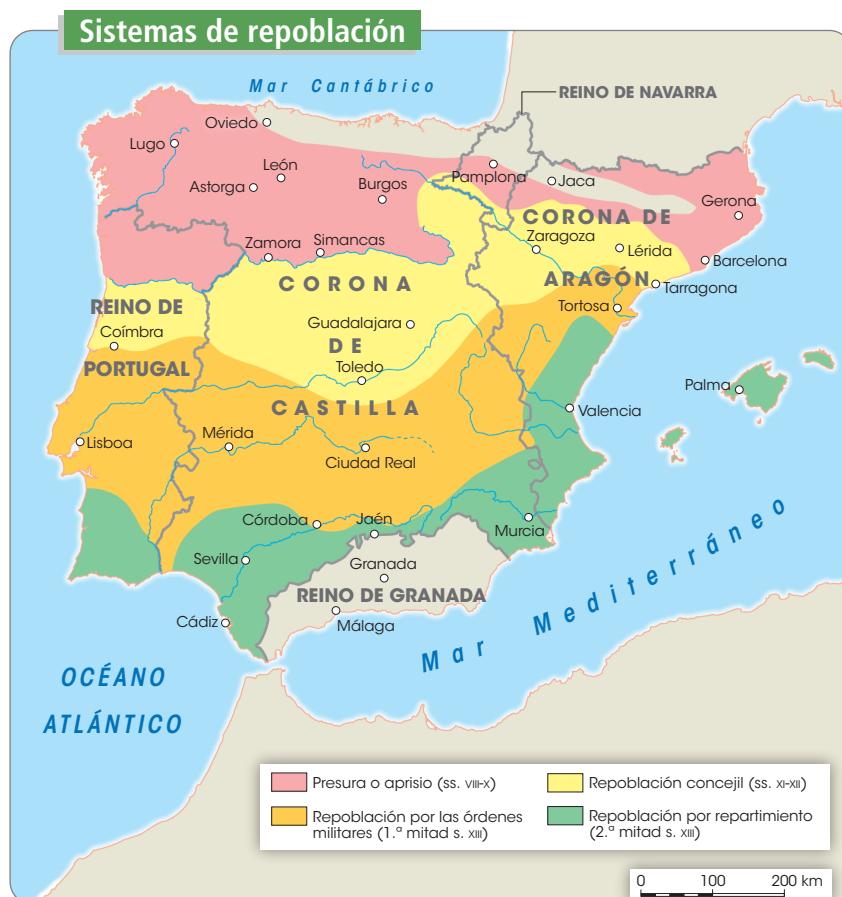 Sistemas de repoblación
Mar Cantábrico
REINO DE NAVARRA
Oviedo
Lugo
León
Pamplona
Jaca
Astorga
Burgos
Gerona
CORONA DE
Zaragoza
Lérida
Zamora
Simancas
Barcelona
CORONA
ARAGÓN
Tarragona
REINO DE
Tortosa
Coímbra
Guadalajara
DE
PORTUGAL
Toledo
Palma
CASTILLA
Valencia
Lisboa
Mérida
Ciudad Real
Córdoba
Jaén
Murcia
Sevilla
Granada
REINO DE GRANADA
Cádiz
Málaga
Mar Mediterráneo
OCÉANO
ATLÁNTICO
Presura o aprisio (ss. VIII-X)
Repoblación por las órdenes
militares (1.ª mitad s. XIII)
Repoblación concejil (ss. XI-XII)
Repoblación por repartimiento
(2.ª mitad s. XIII)
0 100 200 km